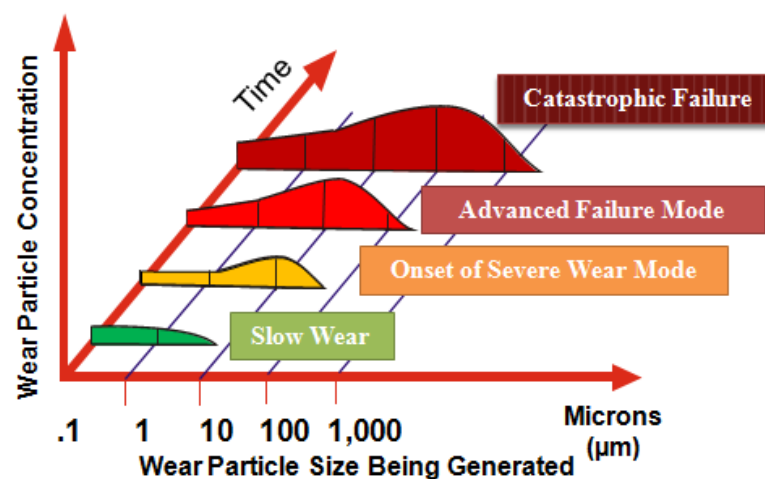 Wear Particle Concentration
Time
Catastrophic Failure
Advanced Failure Mode
Onset of Severe Wear Mode
Slow Wear
.1 1 10 100 1,000
Microns
(µm)
Wear Particle Size Being Generated